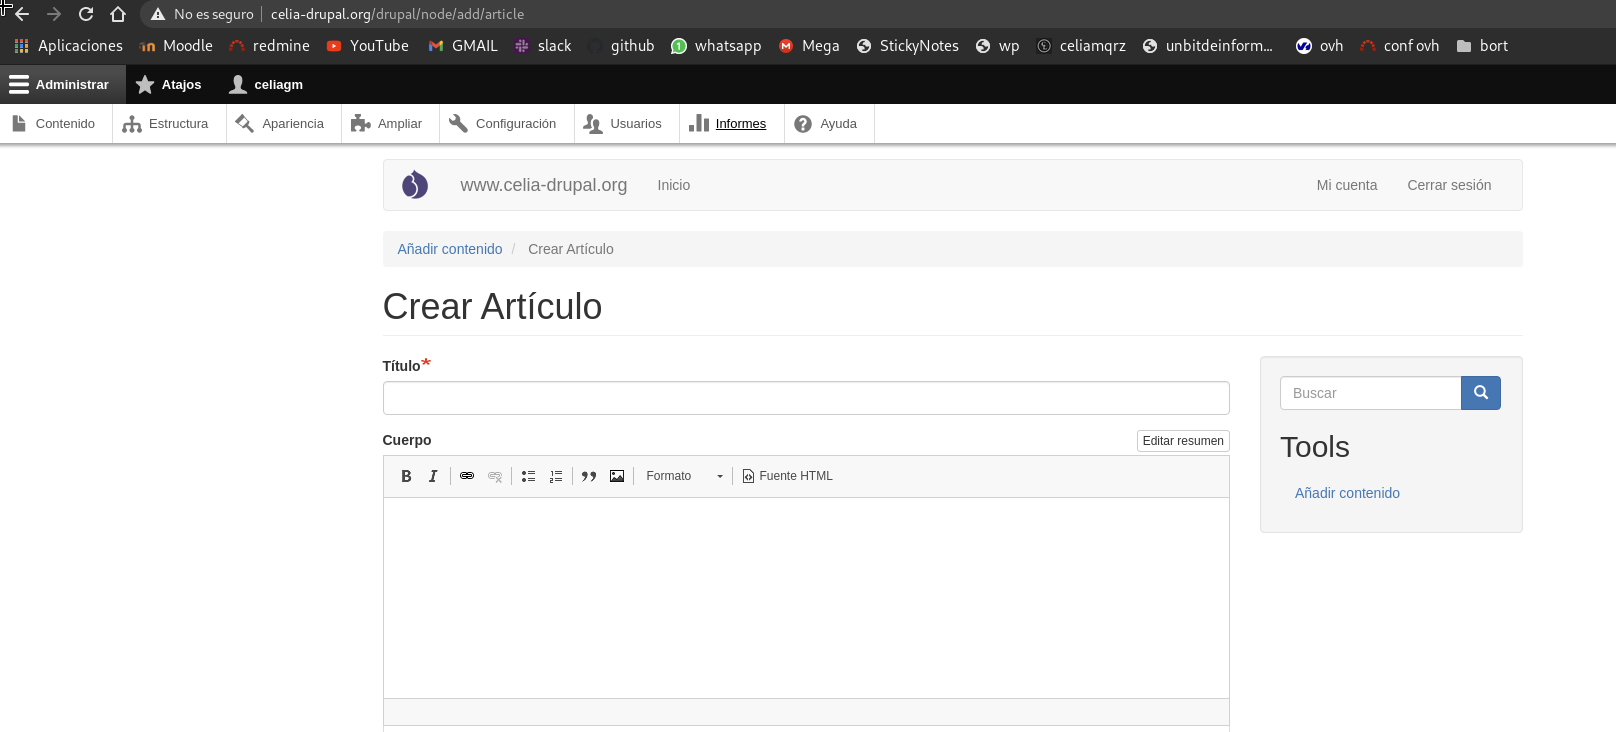 No es seguro celia-drupal.org/drupal/node/add/article
Aplicaciones Moodle redmine YouTube GMAIL slack github whatsapp Mega StickyNotes wp celiamqrz unbitdeinform... ovh conf ovh bort
Administrar Atajos celiagm
Contenido Estructura Apariencia Ampliar Configuración Usuarios Informes Ayuda
www.celia-drupal.org Inicio Mi cuenta Cerrar sesión
Añadir contenido / Crear Artículo
Crear Artículo
Título*
Buscar
Cuerpo Editar resumen
Tools
B I Formato Fuente HTML
Añadir contenido